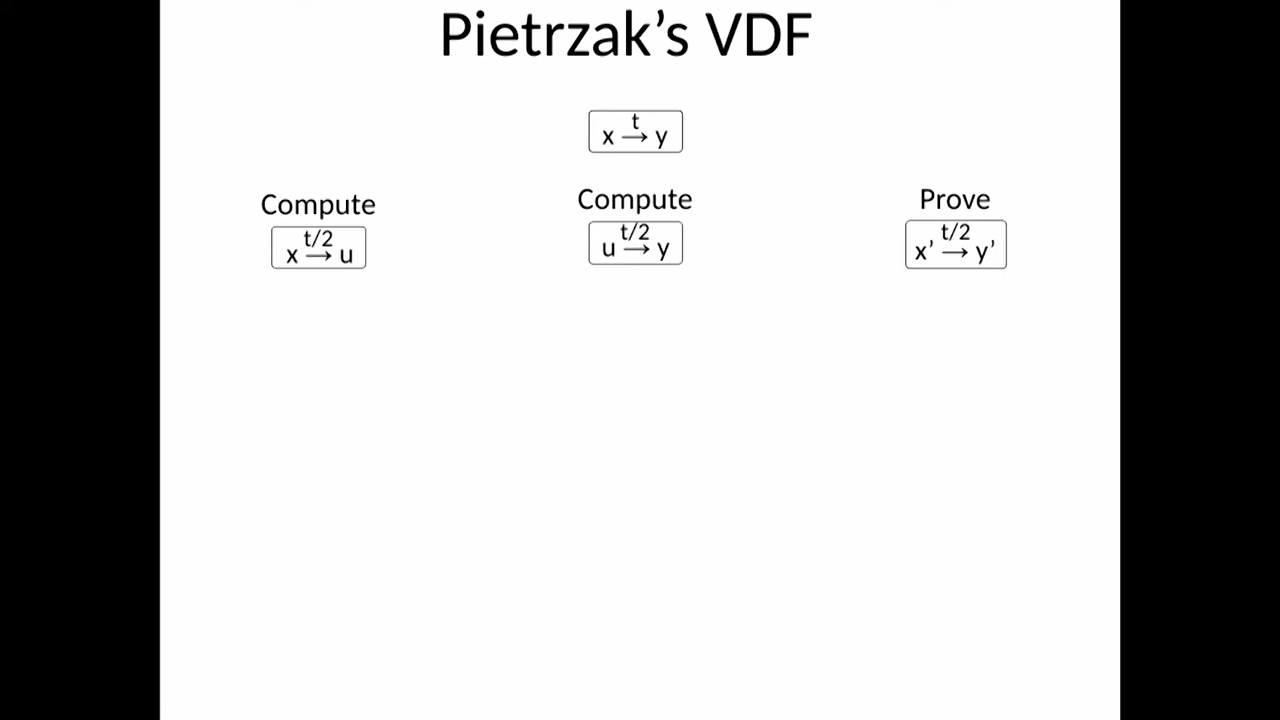 Pietrzak’s VDF
t
x → y
Compute Compute Prove
t/2 t/2 t/2
x → u u → y x’ → y’